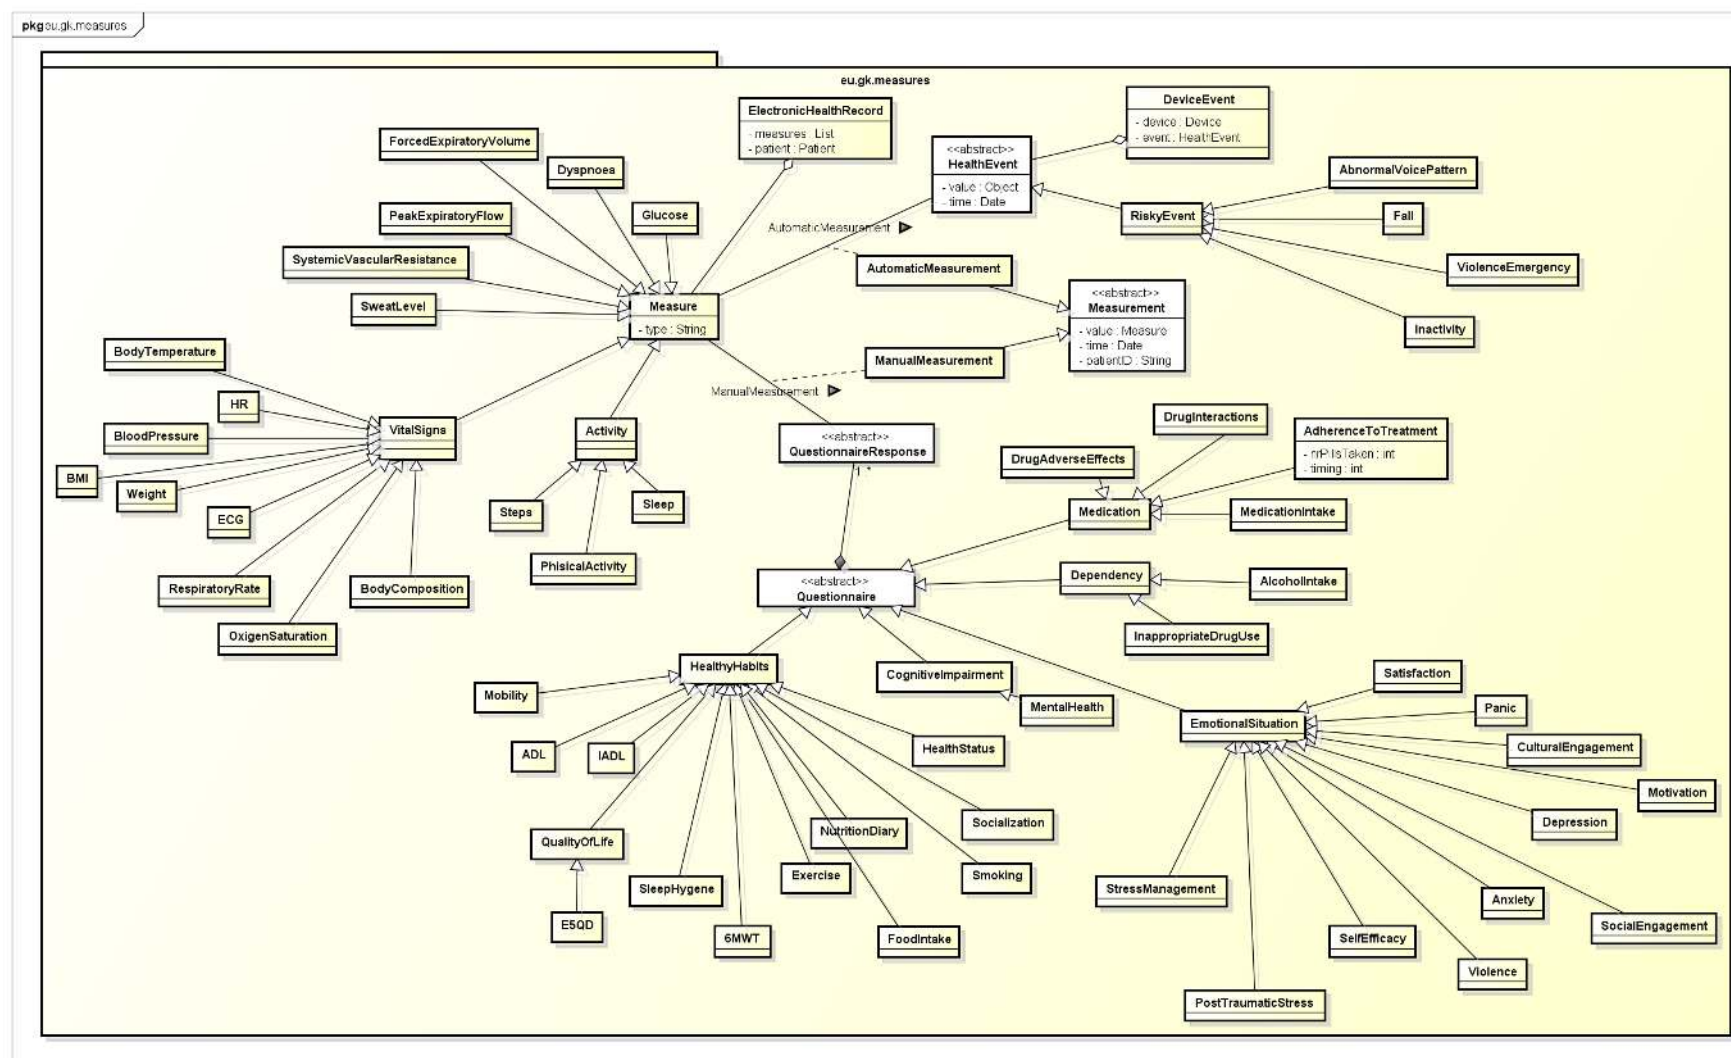 pkg eu.gk.measures
eu.gk.measures
ElectronicHealthRecord
- measures : List
- patient : Patient
DeviceEvent
- device : Device
- event : HealthEvent
<<abstract>>
HealthEvent
- value : Object
- time : Date
ForcedExpiratoryVolume
Dyspnoea
PeakExpiratoryFlow
Glucose
SystemicVascularResistance
SweatLevel
Measure
- type : String
AbnormalVoicePattern
RiskyEvent
Fall
ViolenceEmergency
Inactivity
AutomaticMeasurement
AutomaticMeasurement
<<abstract>>
Measurement
- value : Measure
- time : Date
- patientID : String
ManualMeasurement
ManualMeasurement
BodyTemperature
HR
BloodPressure
VitalSigns
BMI
Weight
ECG
RespiratoryRate
BodyComposition
OxigenSaturation
Activity
Steps
Sleep
PhisicalActivity
<<abstract>>
QuestionnaireResponse
1..*
DrugInteractions
AdherenceToTreatment
- nrPillsTaken : int
- timing : int
DrugAdverseEffects
Medication
MedicationIntake
<<abstract>>
Questionnaire
Dependency
AlcoholIntake
InappropriateDrugUse
HealthyHabits
CognitiveImpairment
MentalHealth
Mobility
ADL
IADL
HealthStatus
QualityOfLife
NutritionDiary
Socialization
SleepHygene
Exercise
Smoking
E5QD
6MWT
FoodIntake
Satisfaction
EmotionalSituation
Panic
CulturalEngagement
Motivation
Depression
StressManagement
Anxiety
SocialEngagement
SelfEfficacy
Violence
PostTraumaticStress